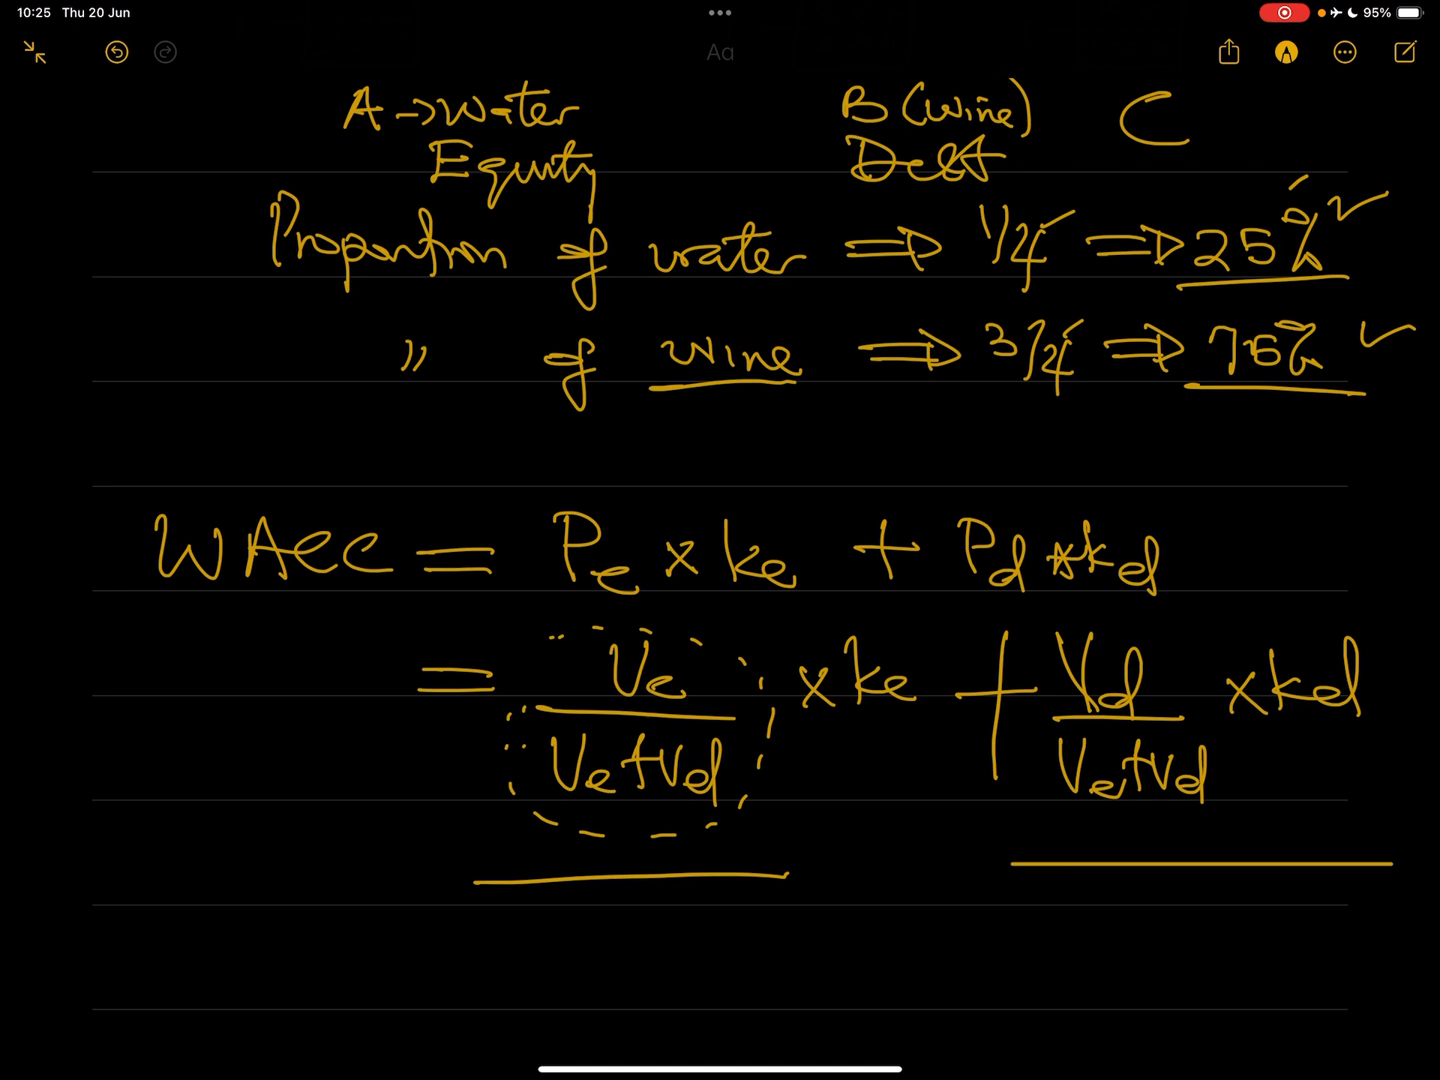 10:25 Thu 20 Jun 95%
Aa
A → Water B (Wine) C
Equity Debt
Proportion of water ⇒ 1/4 ⇒ 25%
" of wine ⇒ 3/4 ⇒ 75%
WACC = Pe × ke + Pd × kd
= Ve / Ve+Vd × ke + Vd / Ve+Vd × kd